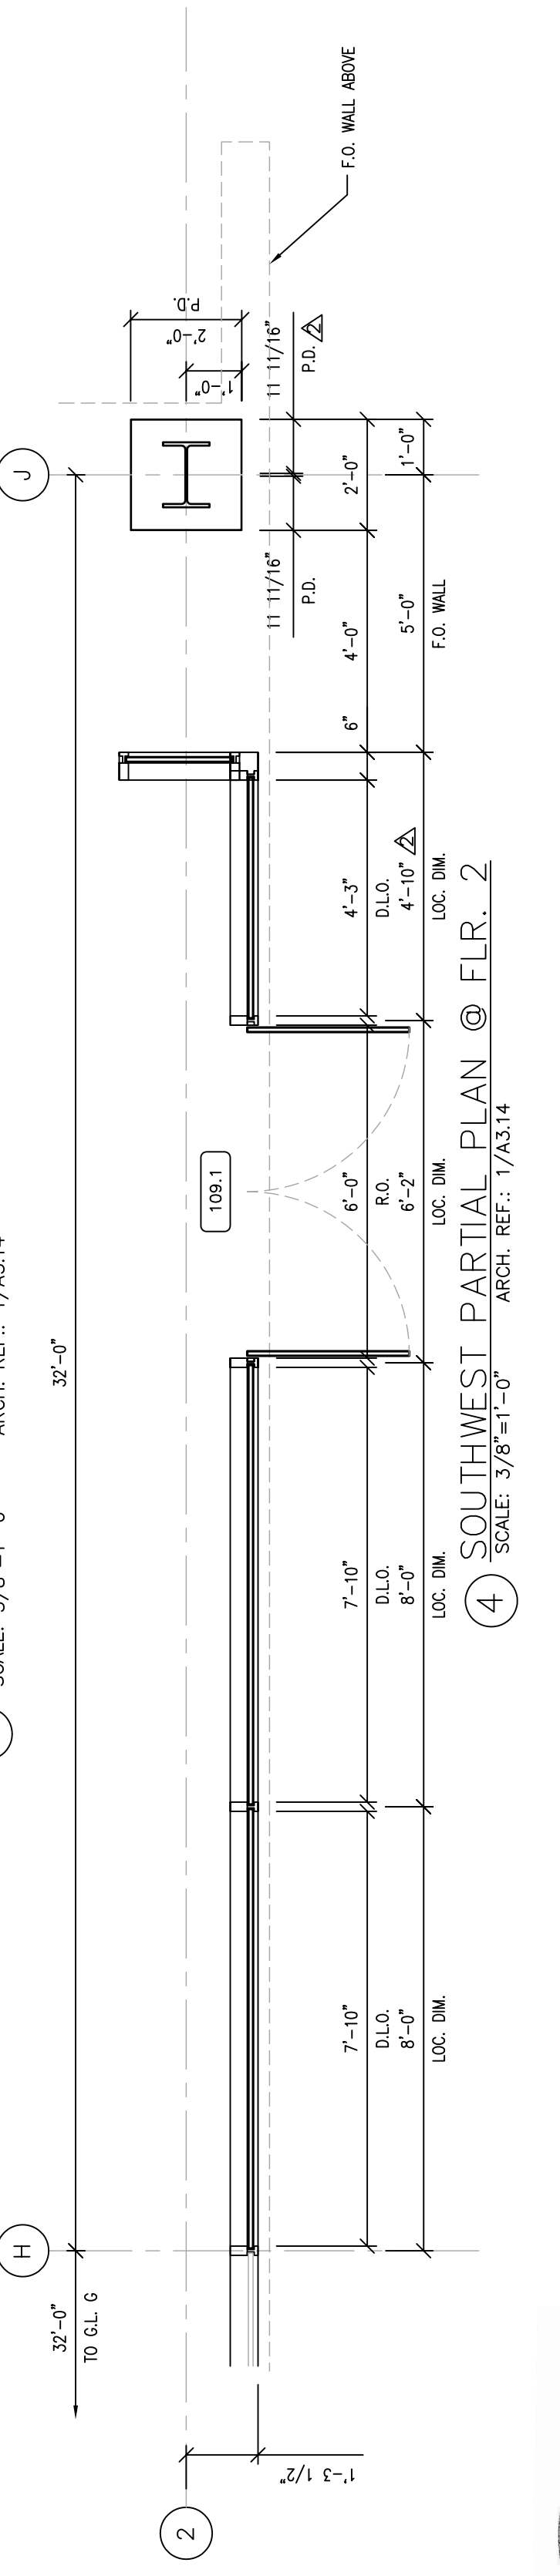 SCALE: 3/8"=1'-0" ARCH. REF.: 1/A3.14
H
J
32'-0"
TO G.L. G
32'-0"
2
1'-3 1/2"
109.1
2'-0"
P.D.
1'-0"
F.O. WALL ABOVE
11 11/16"
P.D.
11 11/16"
P.D. 2
7'-10"
D.L.O.
7'-10"
D.L.O.
6'-0"
R.O.
4'-3"
D.L.O.
6"
4'-0"
2'-0"
8'-0"
LOC. DIM.
8'-0"
LOC. DIM.
6'-2"
LOC. DIM.
4'-10" 2
LOC. DIM.
5'-0"
F.O. WALL
1'-0"
4 SOUTHWEST PARTIAL PLAN @ FLR. 2
SCALE: 3/8"=1'-0" ARCH. REF.: 1/A3.14